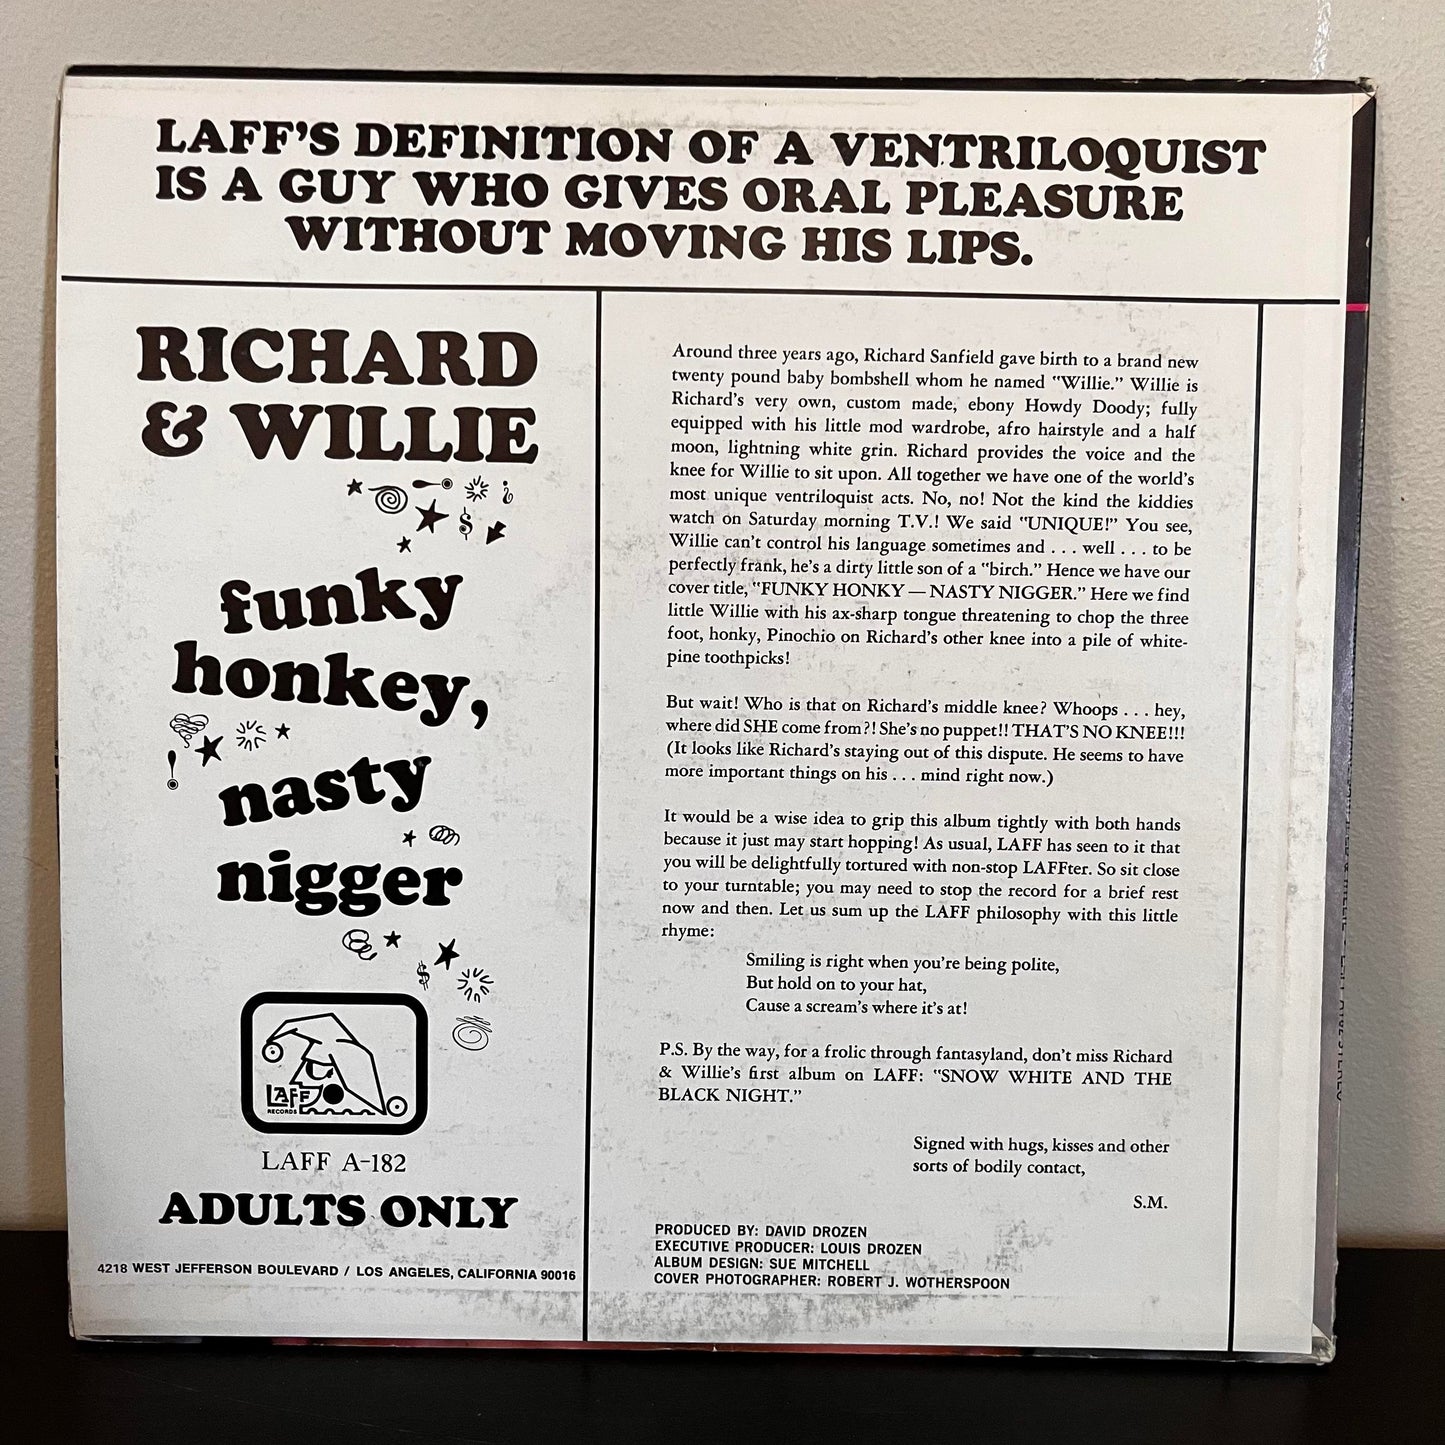 LAFF'S DEFINITION OF A VENTRILOQUIST
IS A GUY WHO GIVES ORAL PLEASURE
WITHOUT MOVING HIS LIPS.
RICHARD
& WILLIE
funky
honkey,
nasty
nigger
LAFF
RECORDS
LAFF A-182
ADULTS ONLY
4218 WEST JEFFERSON BOULEVARD / LOS ANGELES, CALIFORNIA 90016
Around three years ago, Richard Sanfield gave birth to a brand new
twenty pound baby bombshell whom he named "Willie." Willie is
Richard's very own, custom made, ebony Howdy Doody; fully
equipped with his little mod wardrobe, afro hairstyle and a half
moon, lightning white grin. Richard provides the voice and the
knee for Willie to sit upon. All together we have one of the world's
most unique ventriloquist acts. No, no! Not the kind the kiddies
watch on Saturday morning T.V.! We said "UNIQUE!" You see,
Willie can't control his language sometimes and . . . well . . . to be
perfectly frank, he's a dirty little son of a "birch." Hence we have our
cover title, "FUNKY HONKY — NASTY NIGGER." Here we find
little Willie with his ax-sharp tongue threatening to chop the three
foot, honky, Pinochio on Richard's other knee into a pile of white-
pine toothpicks!
But wait! Who is that on Richard's middle knee? Whoops . . . hey,
where did SHE come from?! She's no puppet!! THAT'S NO KNEE!!!
(It looks like Richard's staying out of this dispute. He seems to have
more important things on his . . . mind right now.)
It would be a wise idea to grip this album tightly with both hands
because it just may start hopping! As usual, LAFF has seen to it that
you will be delightfully tortured with non-stop LAFFter. So sit close
to your turntable; you may need to stop the record for a brief rest
now and then. Let us sum up the LAFF philosophy with this little
rhyme:
Smiling is right when you're being polite,
But hold on to your hat,
Cause a scream's where it's at!
P.S. By the way, for a frolic through fantasyland, don't miss Richard
& Willie's first album on LAFF: "SNOW WHITE AND THE
BLACK NIGHT."
Signed with hugs, kisses and other
sorts of bodily contact,
S.M.
PRODUCED BY: DAVID DROZEN
EXECUTIVE PRODUCER: LOUIS DROZEN
ALBUM DESIGN: SUE MITCHELL
COVER PHOTOGRAPHER: ROBERT J. WOTHERSPOON